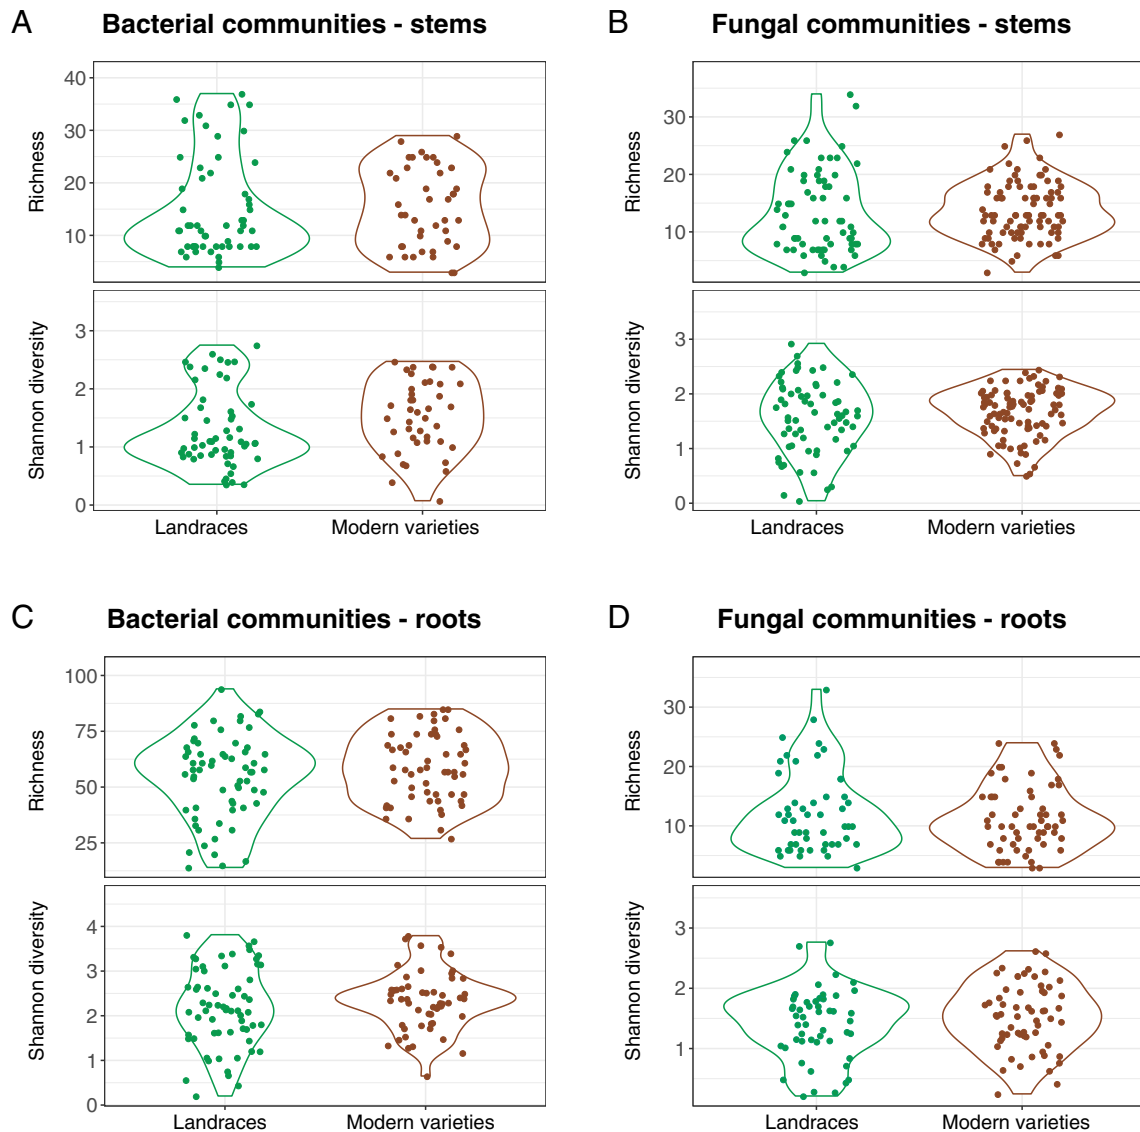 A Bacterial communities - stems
Richness
40
30
20
10
Shannon diversity
3
2
1
0
Landraces Modern varieties
B Fungal communities - stems
Richness
30
20
10
Shannon diversity
3
2
1
0
Landraces Modern varieties
C Bacterial communities - roots
Richness
100
75
50
25
Shannon diversity
4
3
2
1
0
Landraces Modern varieties
D Fungal communities - roots
Richness
30
20
10
Shannon diversity
3
2
1
Landraces Modern varieties